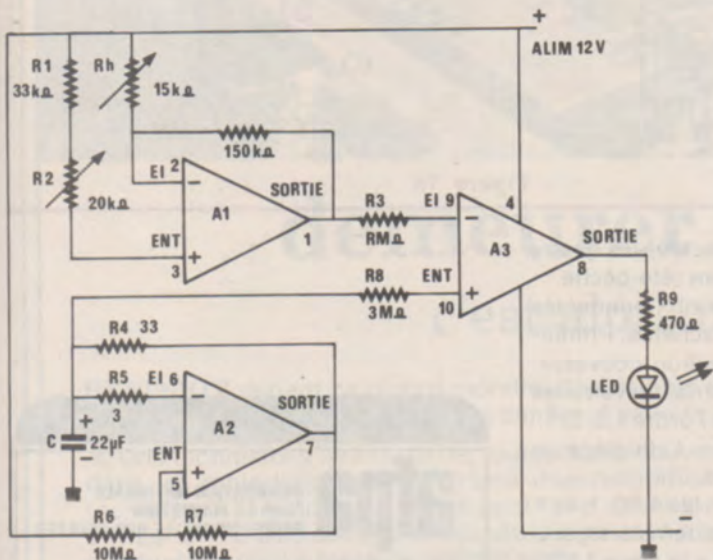 +
ALIM 12 V
R1
33kΩ
Rh
15kΩ
150kΩ
R2
20kΩ
EI 2
−
A1
SORTIE
1
ENT
+
3
R3
RMΩ
EI 9
−
A3
4
SORTIE
8
R8
3MΩ
ENT
+
10
R9
470Ω
LED
R4 33
R5
3
EI 6
−
A2
SORTIE
7
ENT
+
5
C
+
22μF
−
R6
10MΩ
R7
10MΩ
−